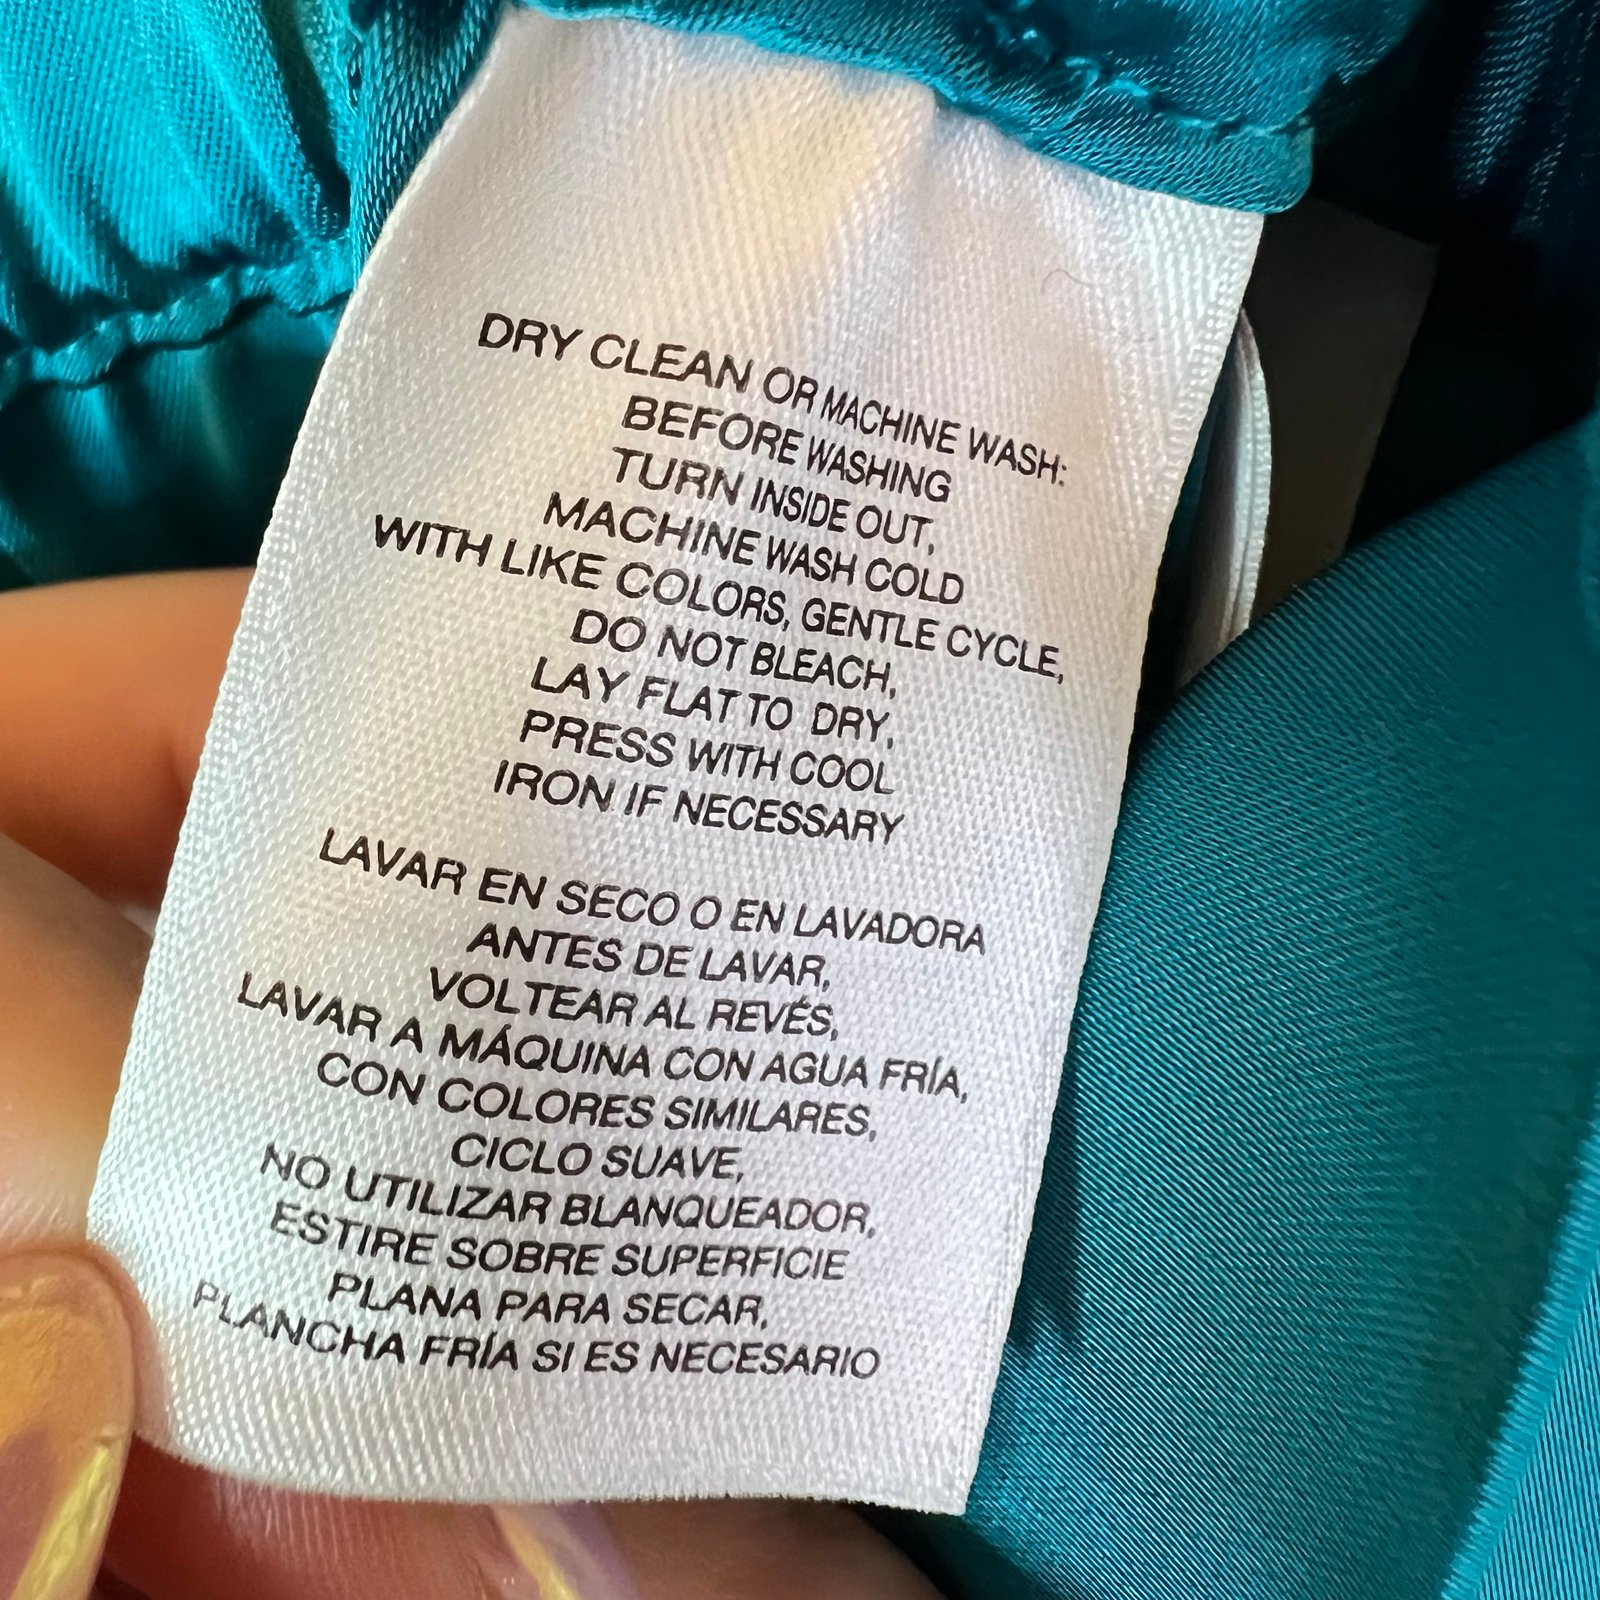 DRY CLEAN OR MACHINE WASH:
BEFORE WASHING
TURN INSIDE OUT,
MACHINE WASH COLD
WITH LIKE COLORS, GENTLE CYCLE,
DO NOT BLEACH,
LAY FLAT TO DRY,
PRESS WITH COOL
IRON IF NECESSARY
LAVAR EN SECO O EN LAVADORA
ANTES DE LAVAR,
VOLTEAR AL REVÉS,
LAVAR A MÁQUINA CON AGUA FRÍA,
CON COLORES SIMILARES,
CICLO SUAVE,
NO UTILIZAR BLANQUEADOR,
ESTIRE SOBRE SUPERFICIE
PLANA PARA SECAR,
PLANCHA FRÍA SI ES NECESARIO